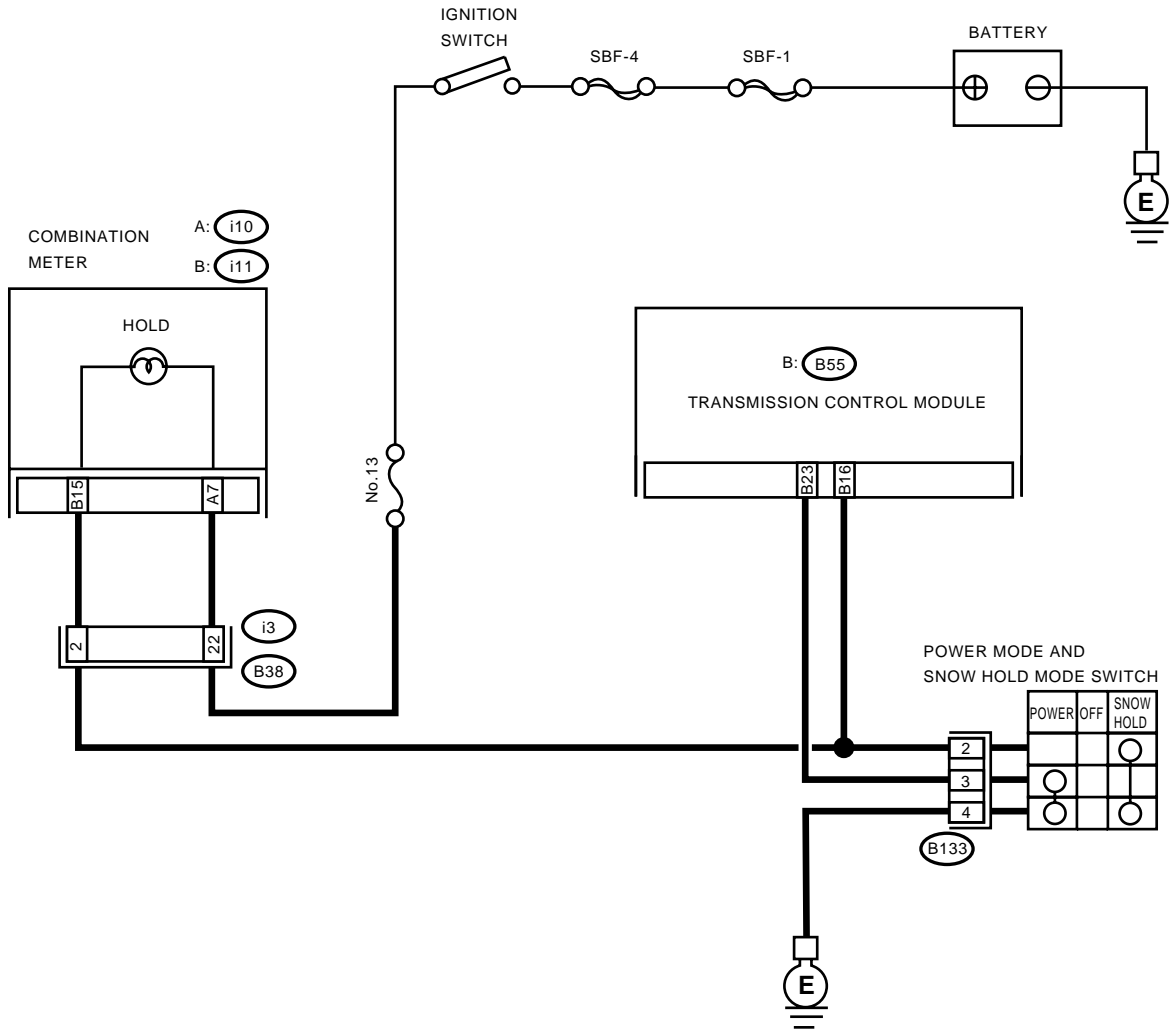 IGNITION
SWITCH
BATTERY
SBF-4
SBF-1
E
COMBINATION
METER
A: i10
B: i11
HOLD
B: B55
TRANSMISSION CONTROL MODULE
No.13
B15
A7
B23
B16
2
22
i3
B38
POWER MODE AND
SNOW HOLD MODE SWITCH
POWER
OFF
SNOW
HOLD
2
3
4
B133
E